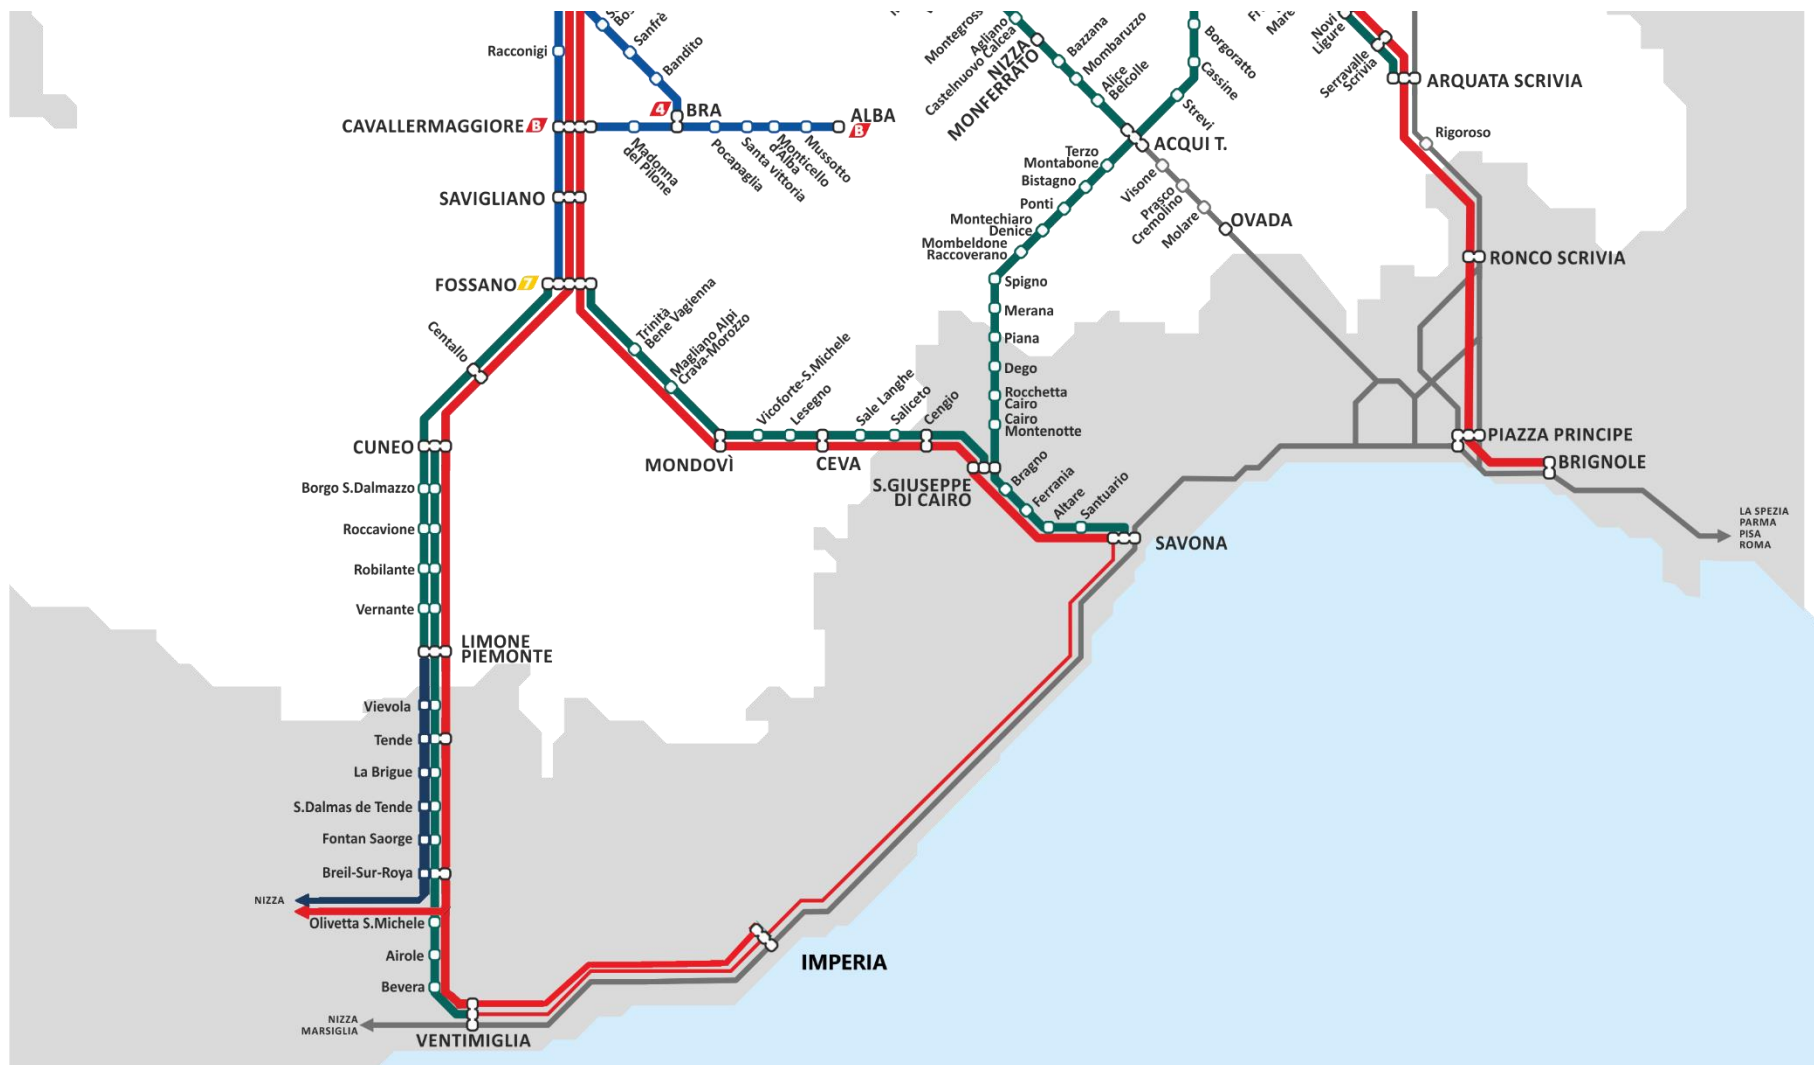 Racconigi
Sanfrè
Bandito
4
BRA
CAVALLERMAGGIORE B
ALBA
B
Madonna
del Pilone
Pocapaglia
Santa vittoria
Monticello
d'Alba
Mussotto
SAVIGLIANO
FOSSANO 7
Centallo
Trinità
Bene Vagienna
Magliano Alpi
Crava-Morozzo
CUNEO
Borgo S.Dalmazzo
Roccavione
Robilante
Vernante
LIMONE
PIEMONTE
Vievola
Tende
La Brigue
S.Dalmas de Tende
Fontan Saorge
Breil-Sur-Roya
NIZZA
Olivetta S.Michele
Airole
Bevera
NIZZA
MARSIGLIA
VENTIMIGLIA
IMPERIA
MONDOVÌ
Vicoforte-S.Michele
Lesegno
CEVA
Sale Langhe
Saliceto
Cengio
S.GIUSEPPE
DI CAIRO
Bragno
Ferrania
Altare
Santuario
SAVONA
Montegross
Agliano
Castelnuovo Calcea
NIZZA
MONFERRATO
Bazzana
Mombaruzzo
Alice
Belcolle
Borgoratto
Cassine
Strevi
ACQUI T.
Terzo
Montabone
Bistagno
Ponti
Montechiaro
Denice
Mombeldone
Raccoverano
Spigno
Merana
Piana
Dego
Rocchetta
Cairo
Cairo
Montenotte
Visone
Prasco
Cremolino
Molare
OVADA
Novi
Ligure
Serravalle
Scrivia
ARQUATA SCRIVIA
Rigoroso
RONCO SCRIVIA
PIAZZA PRINCIPE
BRIGNOLE
LA SPEZIA
PARMA
PISA
ROMA